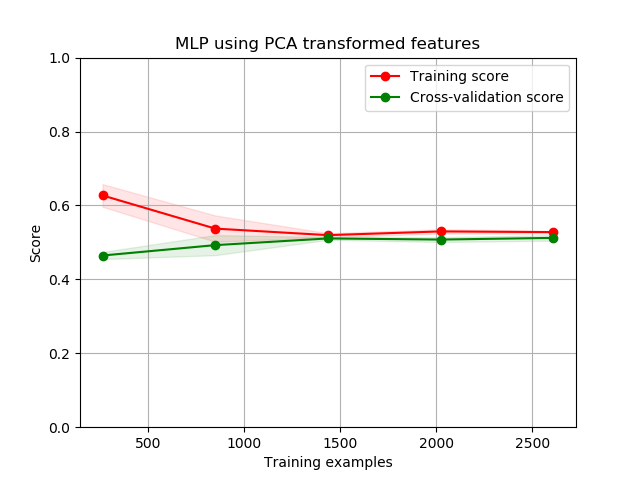 MLP using PCA transformed features
Training score
Cross-validation score
1.0
0.8
0.6
0.4
0.2
0.0
Score
500
1000
1500
2000
2500
Training examples